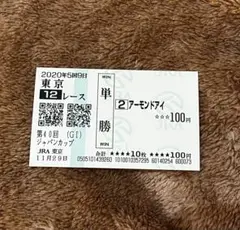 2020年5回9日
東京
12レース
単勝
WIN
[2]アーモンドアイ
☆☆☆100円
第40回 (GI)
ジャパンカップ
JRA 東京
11月29日
合計 ★★★★10枚 ★★★★100円